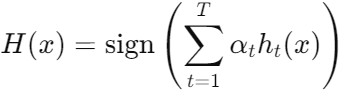 H(x) = sign ( ∑_{t=1}^{T} α_t h_t(x) )